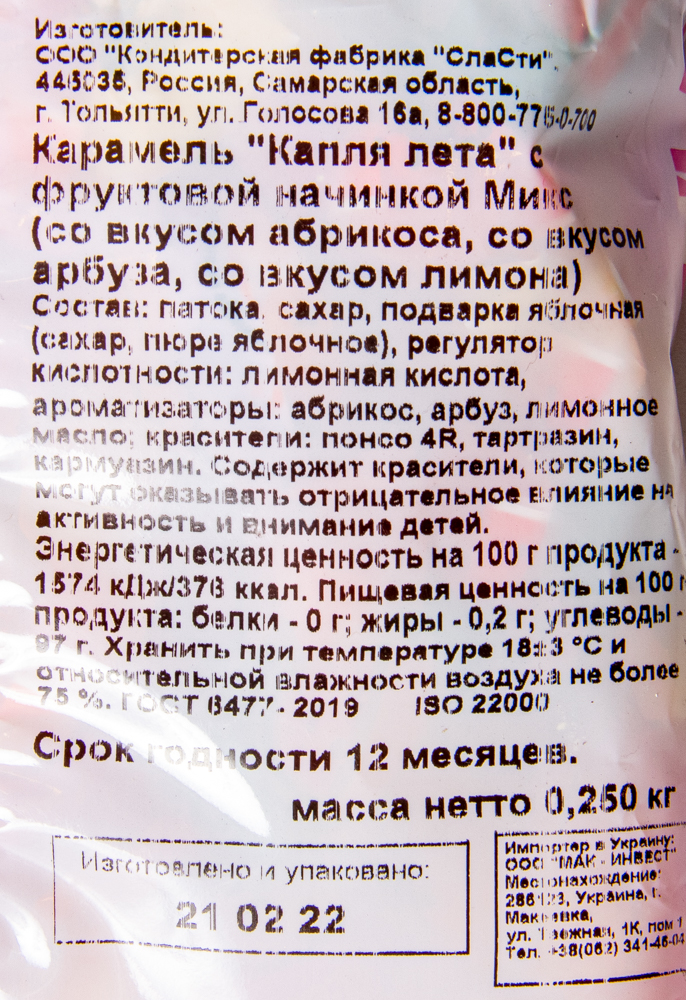 Изготовитель:
ООО "Кондитерская фабрика "СлаСти",
445036, Россия, Самарская область,
г. Тольятти, ул. Голосова 16а, 8-800-775-0-700
Карамель "Капля лета" с
фруктовой начинкой Микс
(со вкусом абрикоса, со вкусом
арбуза, со вкусом лимона)
Состав: патока, сахар, подварка яблочная
(сахар, пюре яблочное), регулятор
кислотности: лимонная кислота,
ароматизаторы: абрикос, арбуз, лимонное
масло; красители: понсо 4R, тартразин,
кармуазин. Содержит красители, которые
могут оказывать отрицательное влияние на
активность и внимание детей.
Энергетическая ценность на 100 г продукта -
1574 кДж/376 ккал. Пищевая ценность на 100 г
продукта: белки - 0 г; жиры - 0,2 г; углеводы -
97 г. Хранить при температуре 18±3 °C и
относительной влажности воздуха не более
75 %. ГОСТ 6477- 2019 ISO 22000
Срок годности 12 месяцев.
масса нетто 0,250 кг
Изготовлено и упаковано:
21 02 22
Импортер в Украину:
ООО "МАК - ИНВЕСТ"
Местонахождение:
286123, Украина, г.
Макеевка,
ул. Таежная, 1К, пом 1
Тел. +38(062) 341-46-04